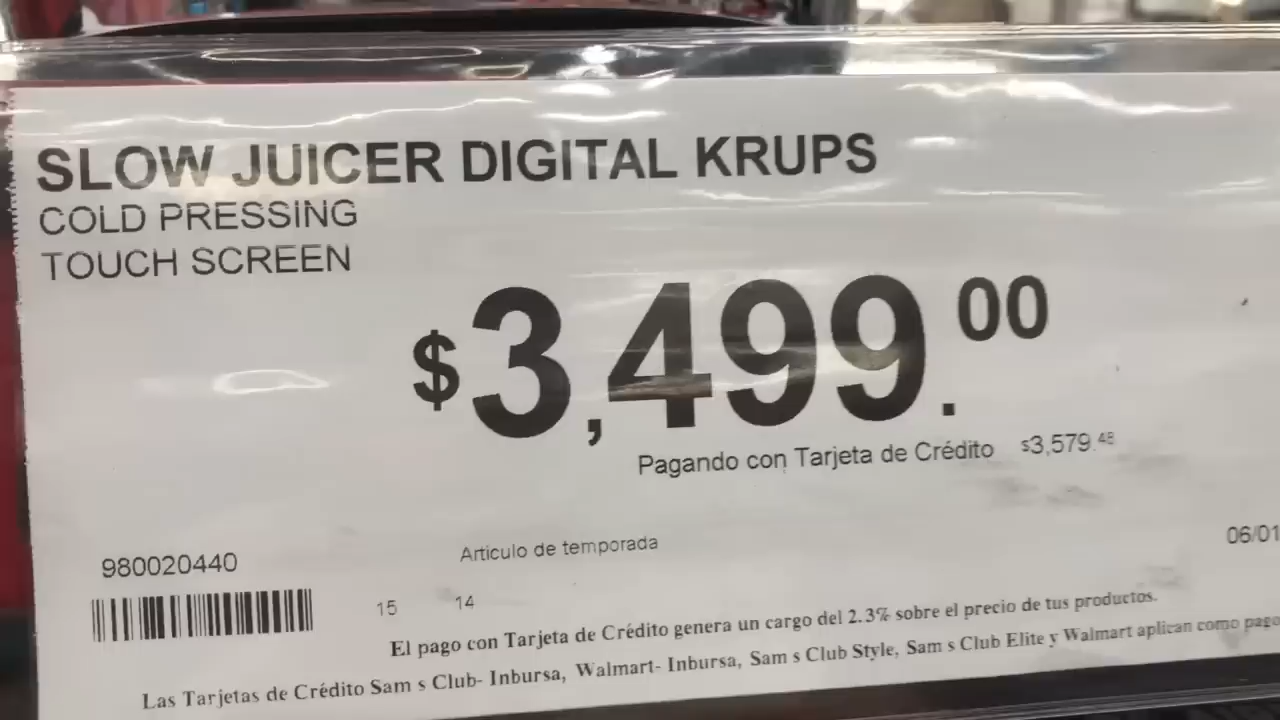 SLOW JUICER DIGITAL KRUPS
COLD PRESSING
TOUCH SCREEN
$3,499.00
Pagando con Tarjeta de Crédito $3,579.48
980020440
Artículo de temporada
06/01
15 14
El pago con Tarjeta de Crédito genera un cargo del 2.3% sobre el precio de tus productos.
Las Tarjetas de Crédito Sam s Club- Inbursa, Walmart- Inbursa, Sam s Club Style, Sam s Club Elite y Walmart aplican como pago